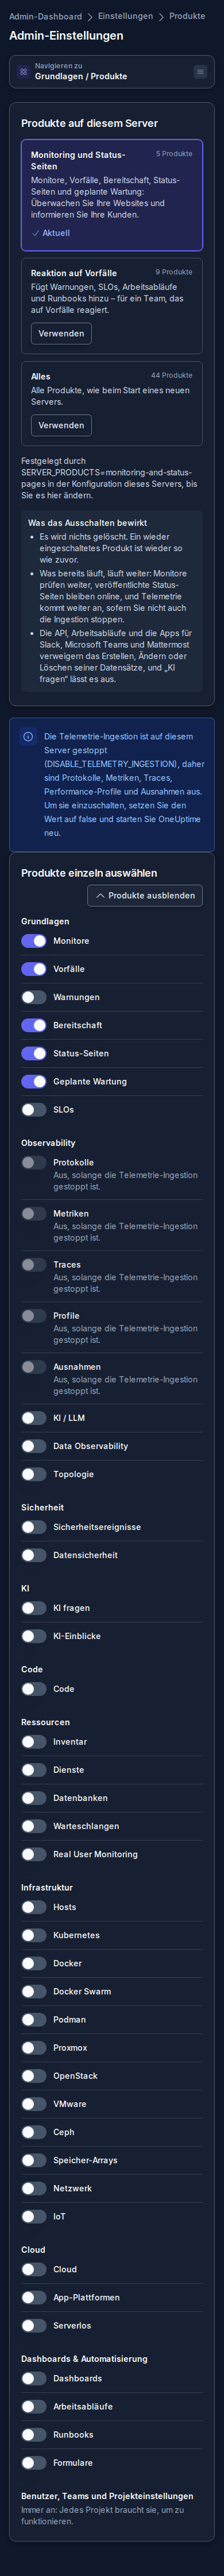 Admin-Dashboard > Einstellungen > Produkte
Admin-Einstellungen
Navigieren zu
Grundlagen / Produkte
Produkte auf diesem Server
Monitoring und Status-
Seiten
5 Produkte
Monitore, Vorfälle, Bereitschaft, Status-
Seiten und geplante Wartung:
Überwachen Sie Ihre Websites und
informieren Sie Ihre Kunden.
Aktuell
Reaktion auf Vorfälle
9 Produkte
Fügt Warnungen, SLOs, Arbeitsabläufe
und Runbooks hinzu – für ein Team, das
auf Vorfälle reagiert.
Verwenden
Alles
44 Produkte
Alle Produkte, wie beim Start eines neuen
Servers.
Verwenden
Festgelegt durch
SERVER_PRODUCTS=monitoring-and-status-
pages in der Konfiguration dieses Servers, bis
Sie es hier ändern.
Was das Ausschalten bewirkt
• Es wird nichts gelöscht. Ein wieder
eingeschaltetes Produkt ist wieder so
wie zuvor.
• Was bereits läuft, läuft weiter: Monitore
prüfen weiter, veröffentlichte Status-
Seiten bleiben online, und Telemetrie
kommt weiter an, sofern Sie nicht auch
die Ingestion stoppen.
• Die API, Arbeitsabläufe und die Apps für
Slack, Microsoft Teams und Mattermost
verweigern das Erstellen, Ändern oder
Löschen seiner Datensätze, und „KI
fragen“ lässt es aus.
Die Telemetrie-Ingestion ist auf diesem
Server gestoppt
(DISABLE_TELEMETRY_INGESTION), daher
sind Protokolle, Metriken, Traces,
Performance-Profile und Ausnahmen aus.
Um sie einzuschalten, setzen Sie den
Wert auf false und starten Sie OneUptime
neu.
Produkte einzeln auswählen
Produkte ausblenden
Grundlagen
Monitore
Vorfälle
Warnungen
Bereitschaft
Status-Seiten
Geplante Wartung
SLOs
Observability
Protokolle
Aus, solange die Telemetrie-Ingestion
gestoppt ist.
Metriken
Aus, solange die Telemetrie-Ingestion
gestoppt ist.
Traces
Aus, solange die Telemetrie-Ingestion
gestoppt ist.
Profile
Aus, solange die Telemetrie-Ingestion
gestoppt ist.
Ausnahmen
Aus, solange die Telemetrie-Ingestion
gestoppt ist.
KI / LLM
Data Observability
Topologie
Sicherheit
Sicherheitsereignisse
Datensicherheit
KI
KI fragen
KI-Einblicke
Code
Code
Ressourcen
Inventar
Dienste
Datenbanken
Warteschlangen
Real User Monitoring
Infrastruktur
Hosts
Kubernetes
Docker
Docker Swarm
Podman
Proxmox
OpenStack
VMware
Ceph
Speicher-Arrays
Netzwerk
IoT
Cloud
Cloud
App-Plattformen
Serverlos
Dashboards & Automatisierung
Dashboards
Arbeitsabläufe
Runbooks
Formulare
Benutzer, Teams und Projekteinstellungen
Immer an: Jedes Projekt braucht sie, um zu
funktionieren.